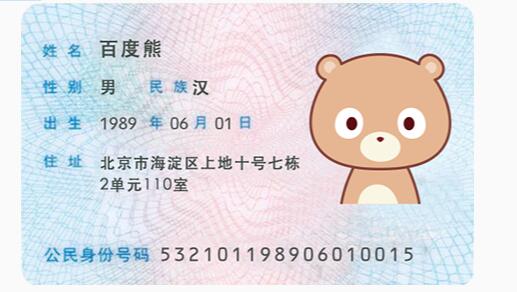 姓名 百度熊
性别 男 民族 汉
出生 1989 年 06 月 01 日
住址 北京市海淀区上地十号七栋
2单元110室
公民身份号码 532101198906010015